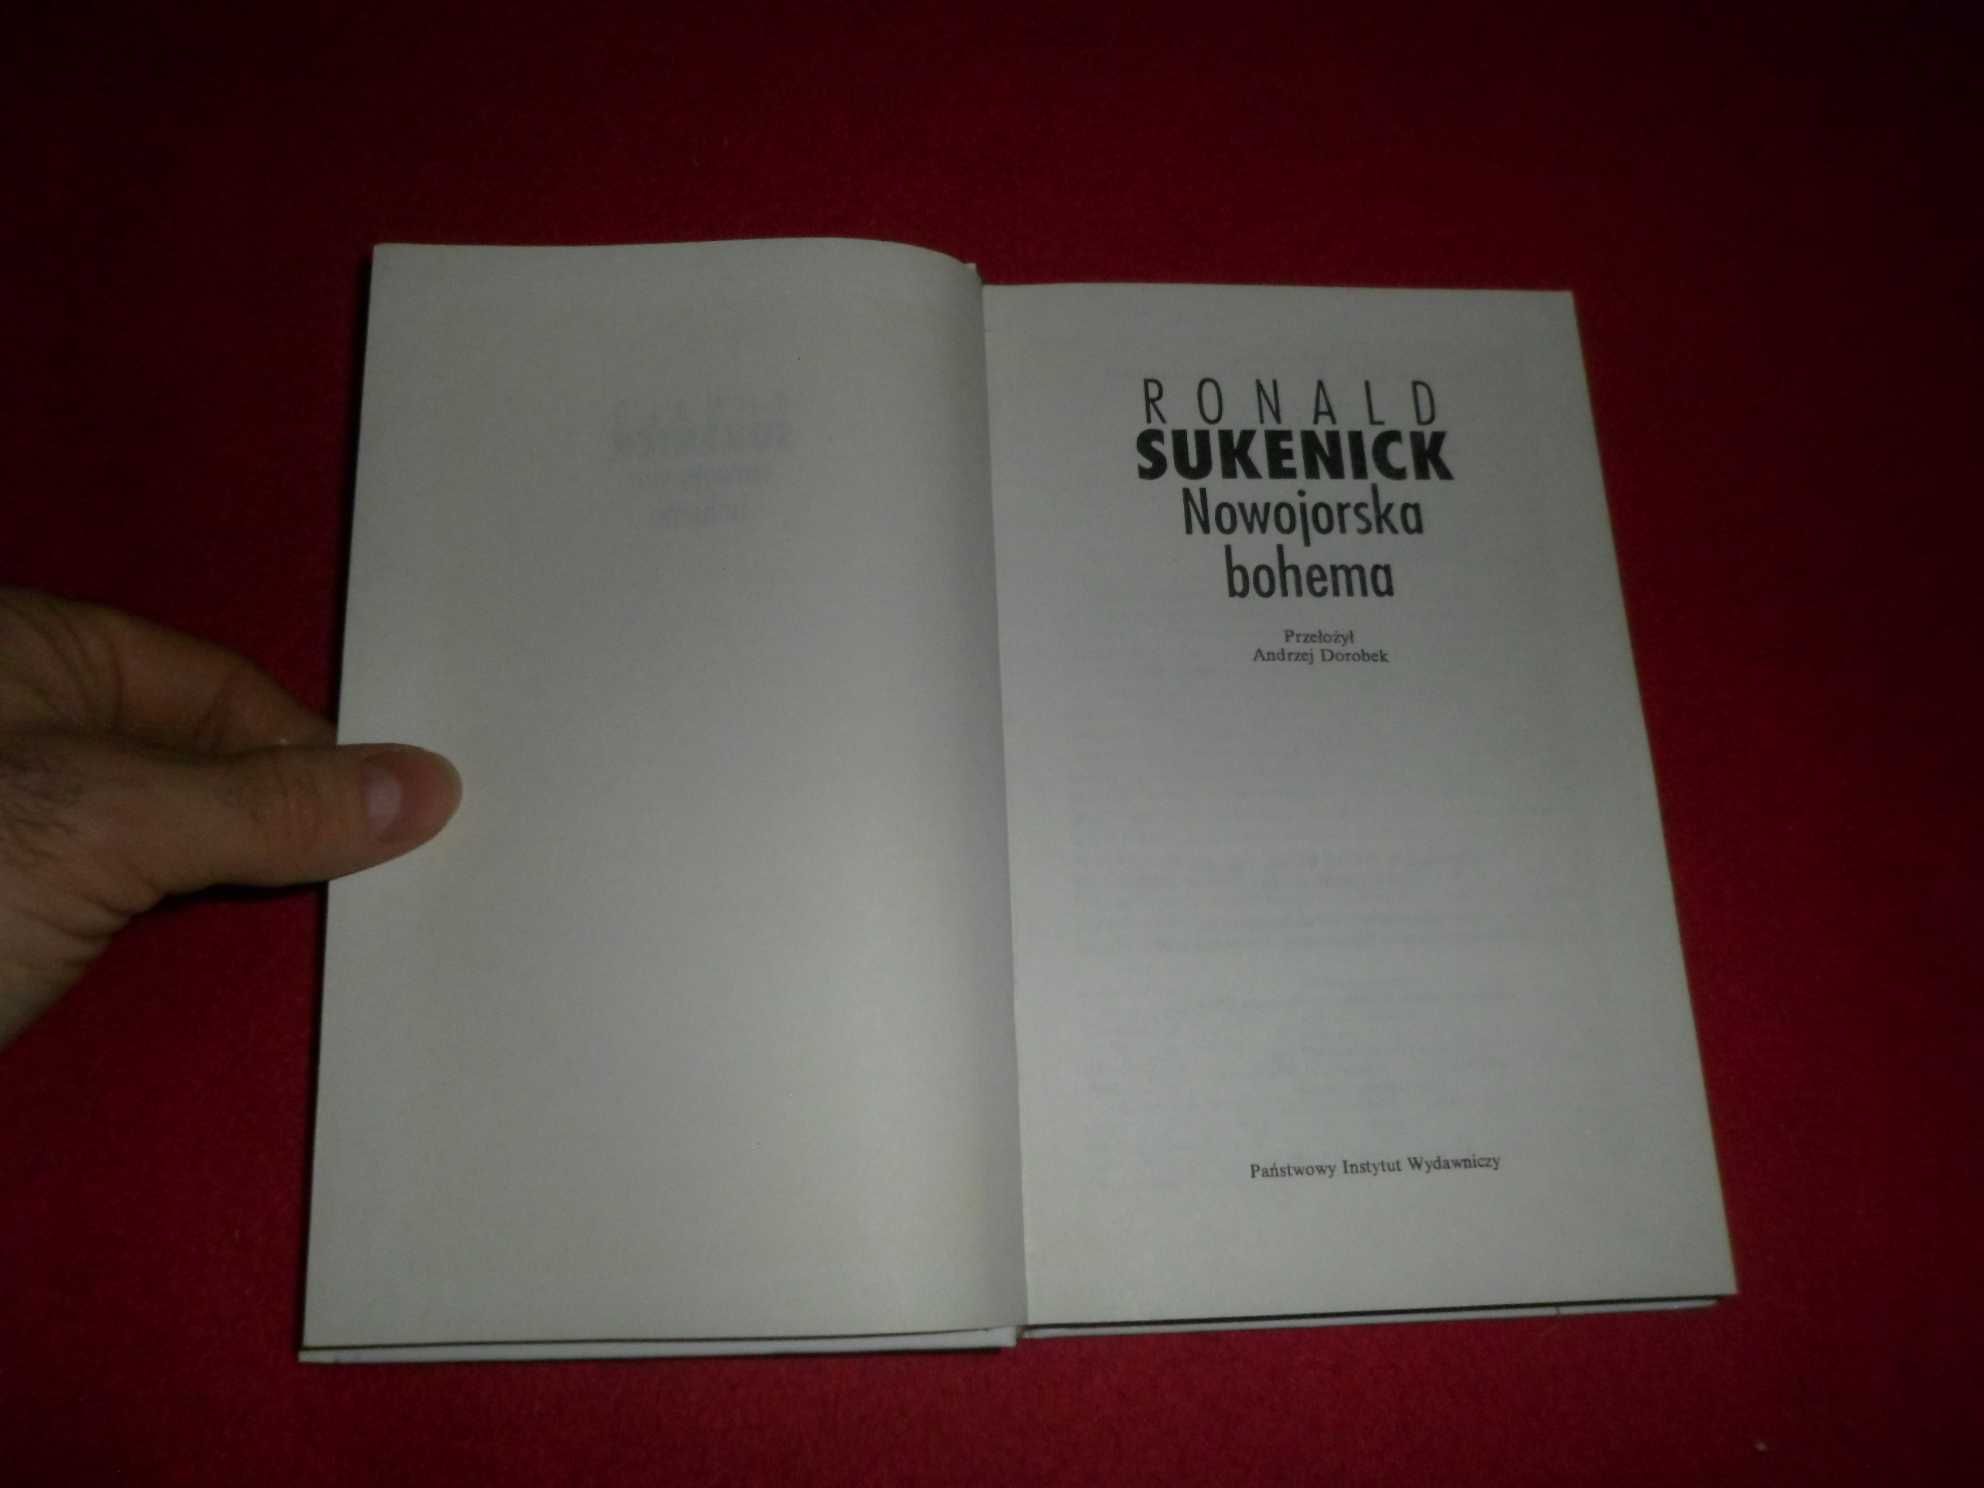 RONALD
SUKENICK
Nowojorska
bohema
Przełożył
Andrzej Dorobek
Państwowy Instytut Wydawniczy